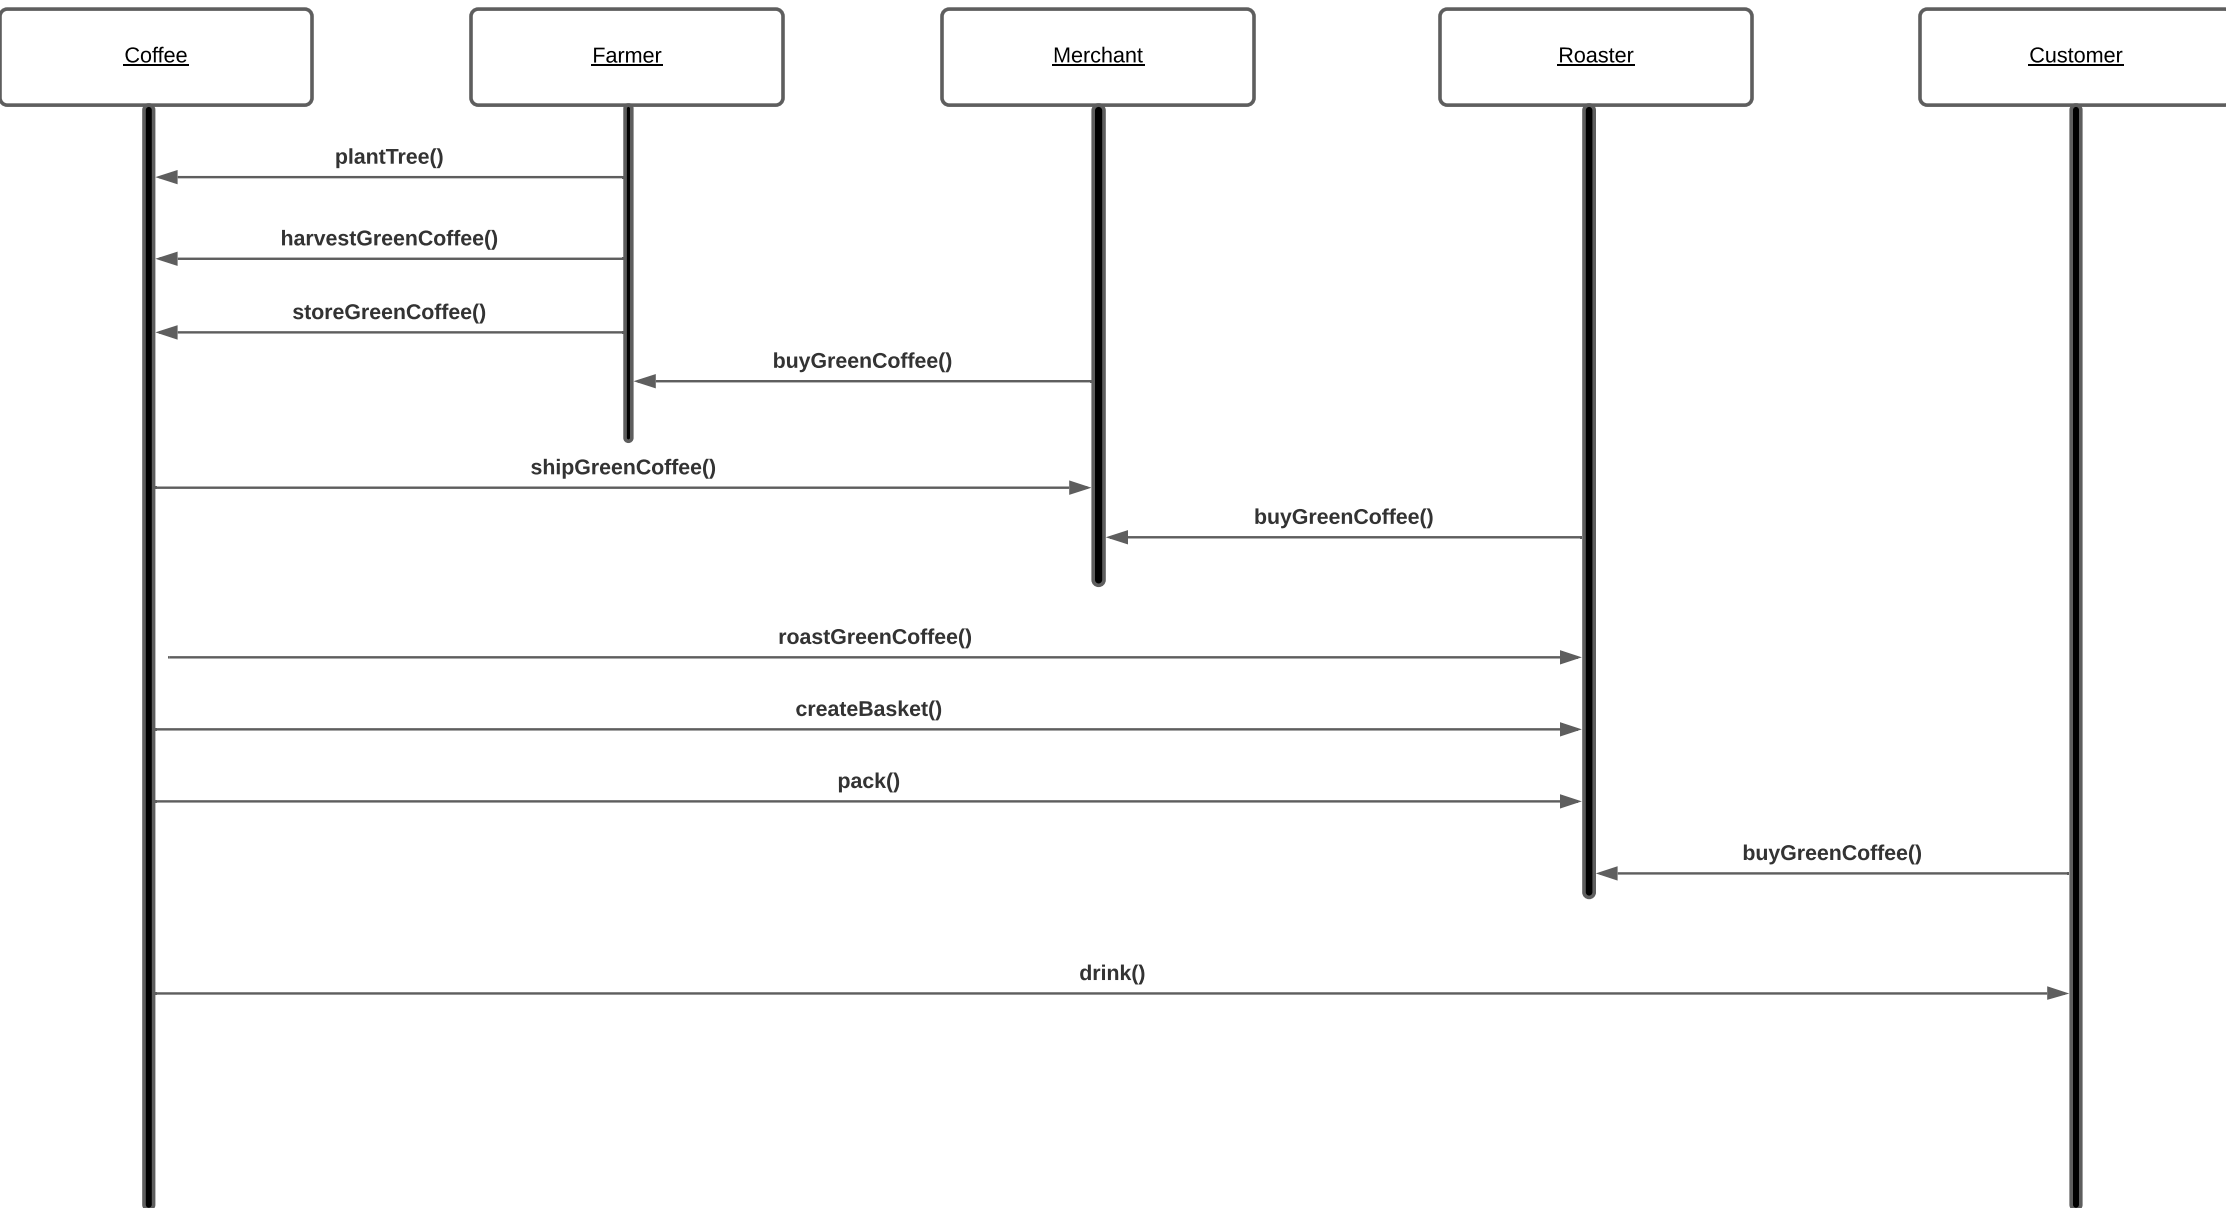 Coffee
Farmer
Merchant
Roaster
Customer
plantTree()
harvestGreenCoffee()
storeGreenCoffee()
buyGreenCoffee()
shipGreenCoffee()
buyGreenCoffee()
roastGreenCoffee()
createBasket()
pack()
buyGreenCoffee()
drink()